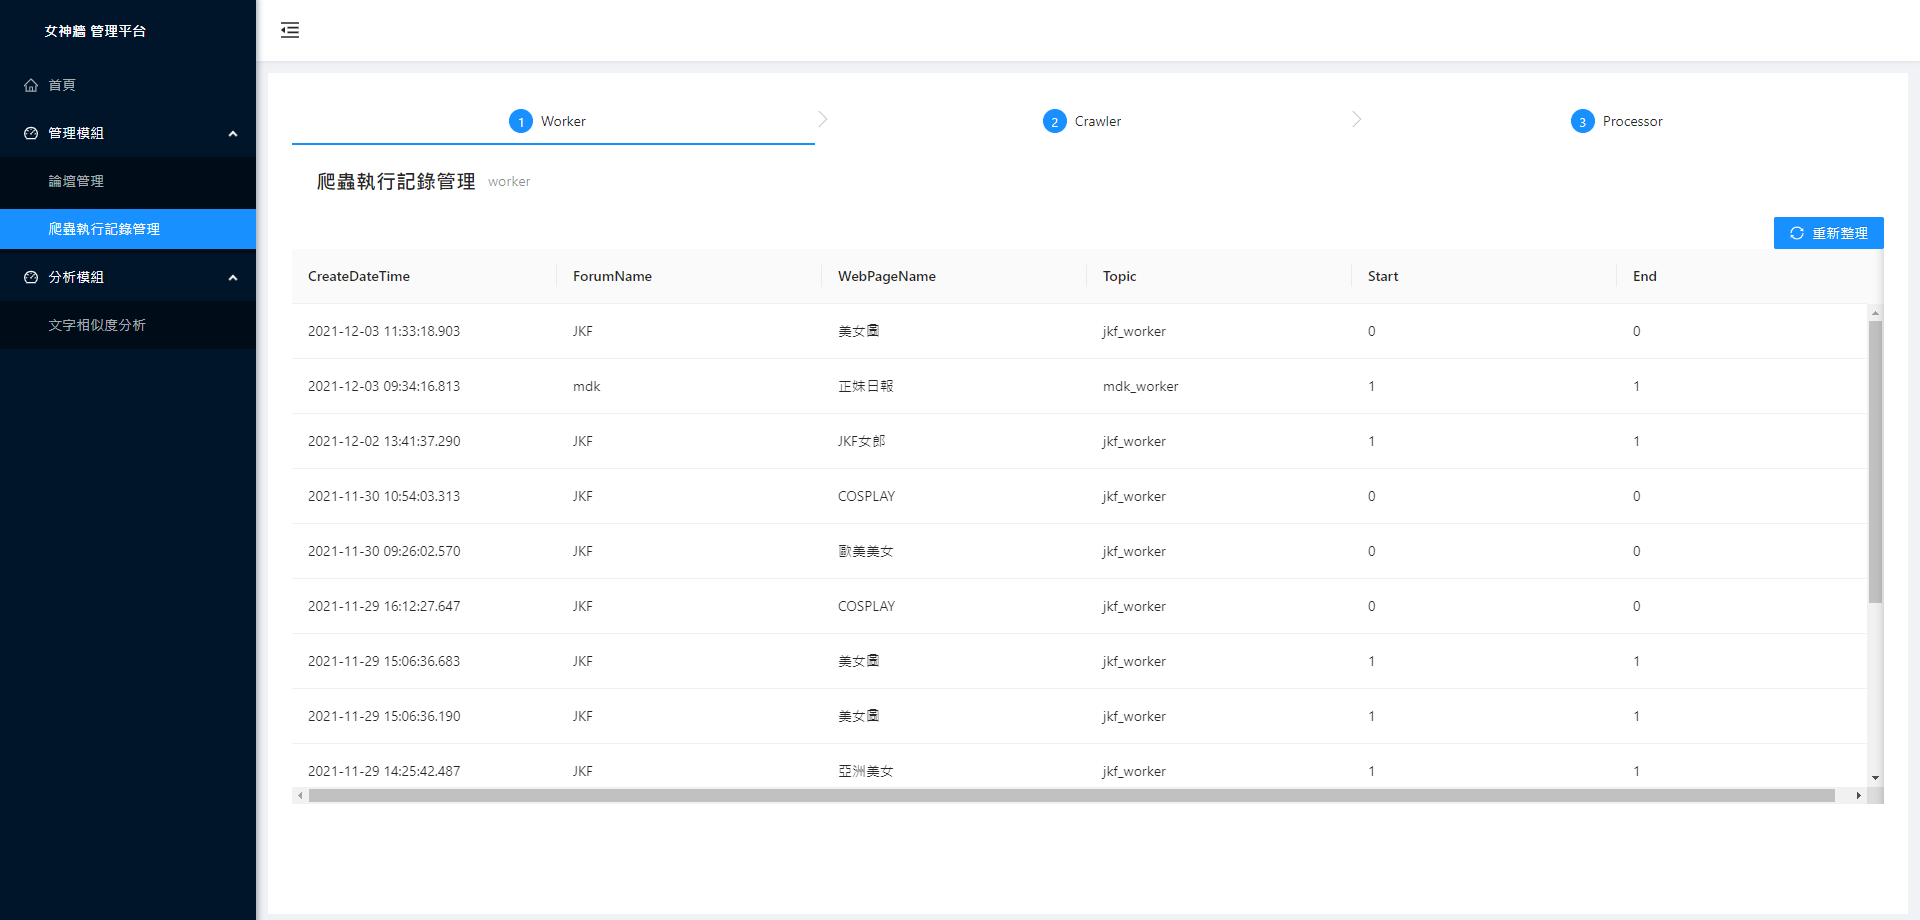 女神牆 管理平台
首頁
管理模組
論壇管理
爬蟲執行記錄管理
分析模組
文字相似度分析
1 Worker
2 Crawler
3 Processor
爬蟲執行記錄管理 worker
重新整理
CreateDateTime ForumName WebPageName Topic Start End
2021-12-03 11:33:18.903 JKF 美女圖 jkf_worker 0 0
2021-12-03 09:34:16.813 mdk 正妹日報 mdk_worker 1 1
2021-12-02 13:41:37.290 JKF JKF女郎 jkf_worker 1 1
2021-11-30 10:54:03.313 JKF COSPLAY jkf_worker 0 0
2021-11-30 09:26:02.570 JKF 歐美美女 jkf_worker 0 0
2021-11-29 16:12:27.647 JKF COSPLAY jkf_worker 0 0
2021-11-29 15:06:36.683 JKF 美女圖 jkf_worker 1 1
2021-11-29 15:06:36.190 JKF 美女圖 jkf_worker 1 1
2021-11-29 14:25:42.487 JKF 亞洲美女 jkf_worker 1 1